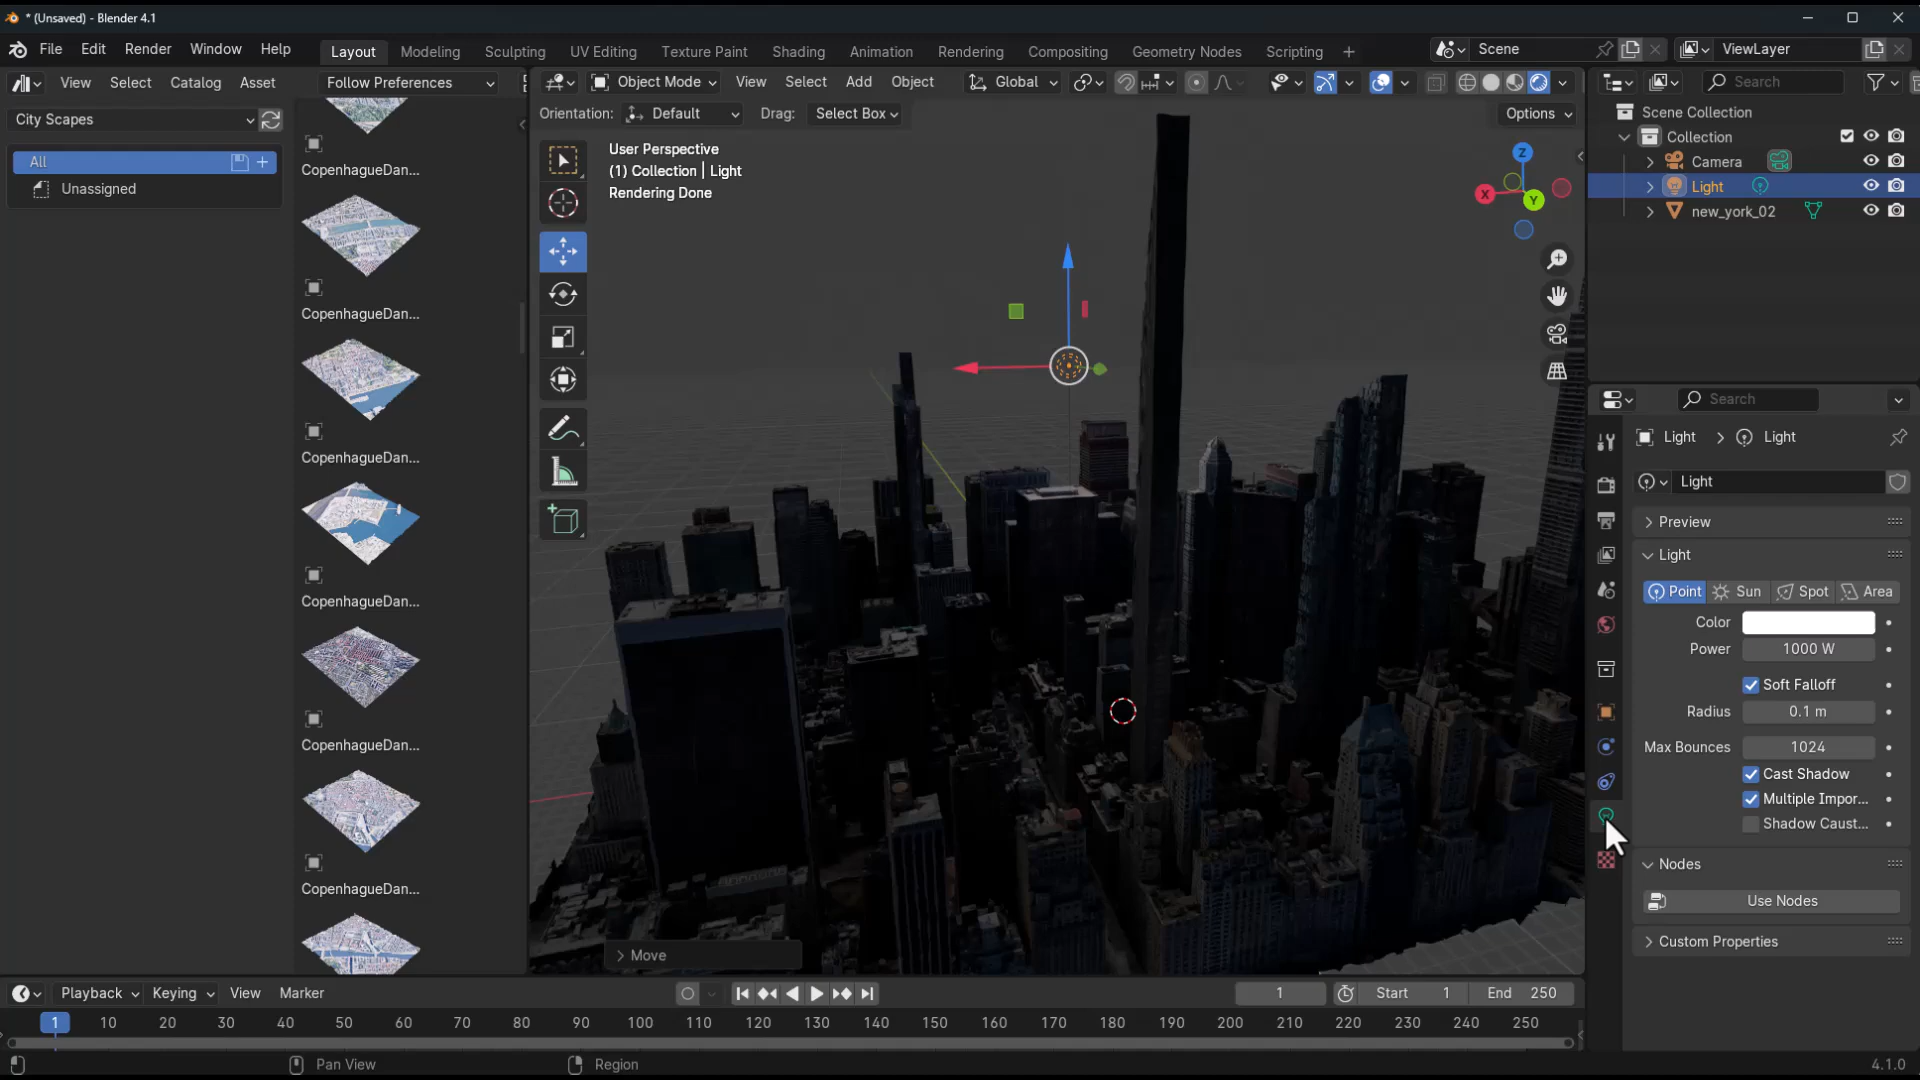 * (Unsaved) - Blender 4.1
File Edit Render Window Help
Layout Modeling Sculpting UV Editing Texture Paint Shading Animation Rendering Compositing Geometry Nodes Scripting
Scene
ViewLayer
View Select Catalog Asset
Follow Preferences
Object Mode
View Select Add Object
Global
Search
City Scapes
All
Unassigned
CopenhagueDan...
CopenhagueDan...
CopenhagueDan...
CopenhagueDan...
CopenhagueDan...
CopenhagueDan...
Orientation: Default
Drag: Select Box
Options
User Perspective
(1) Collection | Light
Rendering Done
Z
X
Y
Move
Scene Collection
Collection
Camera
Light
new_york_02
Search
Light > Light
Light
Preview
Light
Point Sun Spot Area
Color
Power 1000 W
Soft Falloff
Radius 0.1 m
Max Bounces 1024
Cast Shadow
Multiple Impor...
Shadow Caust...
Nodes
Use Nodes
Custom Properties
Playback Keying View Marker
1
Start 1
End 250
1 10 20 30 40 50 60 70 80 90 100 110 120 130 140 150 160 170 180 190 200 210 220 230 240 250
Pan View
Region
4.1.0